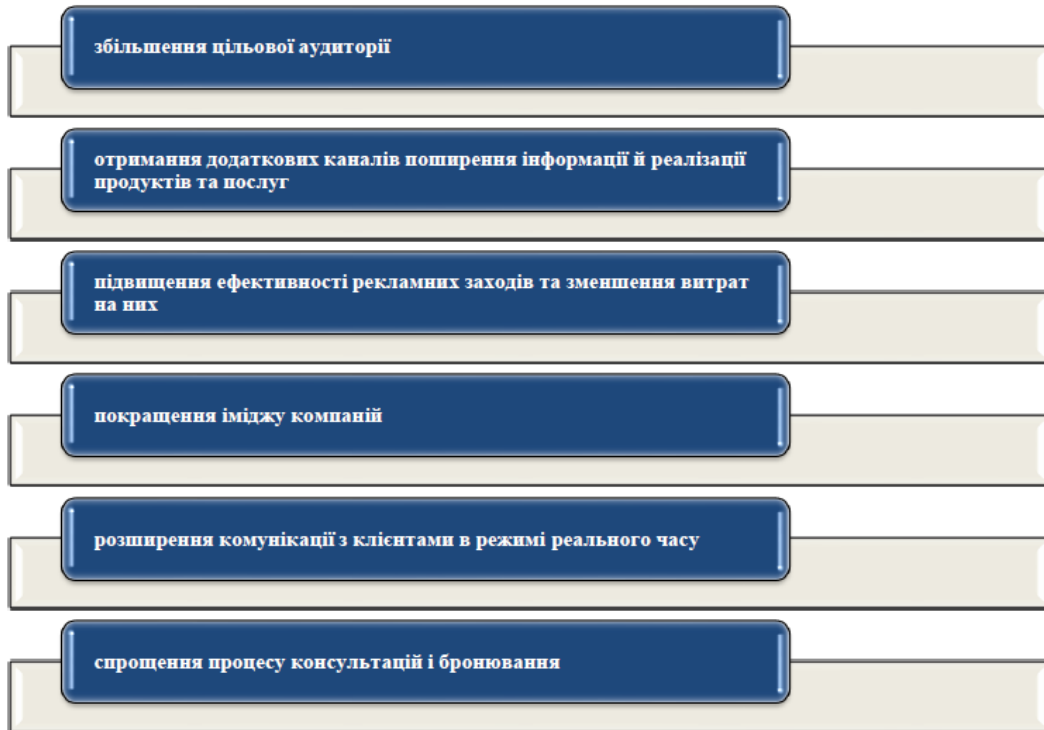 збільшення цільової аудиторії
отримання додаткових каналів поширення інформації й реалізації
продуктів та послуг
підвищення ефективності рекламних заходів та зменшення витрат
на них
покращення іміджу компаній
розширення комунікації з клієнтами в режимі реального часу
спрощення процесу консультацій і бронювання